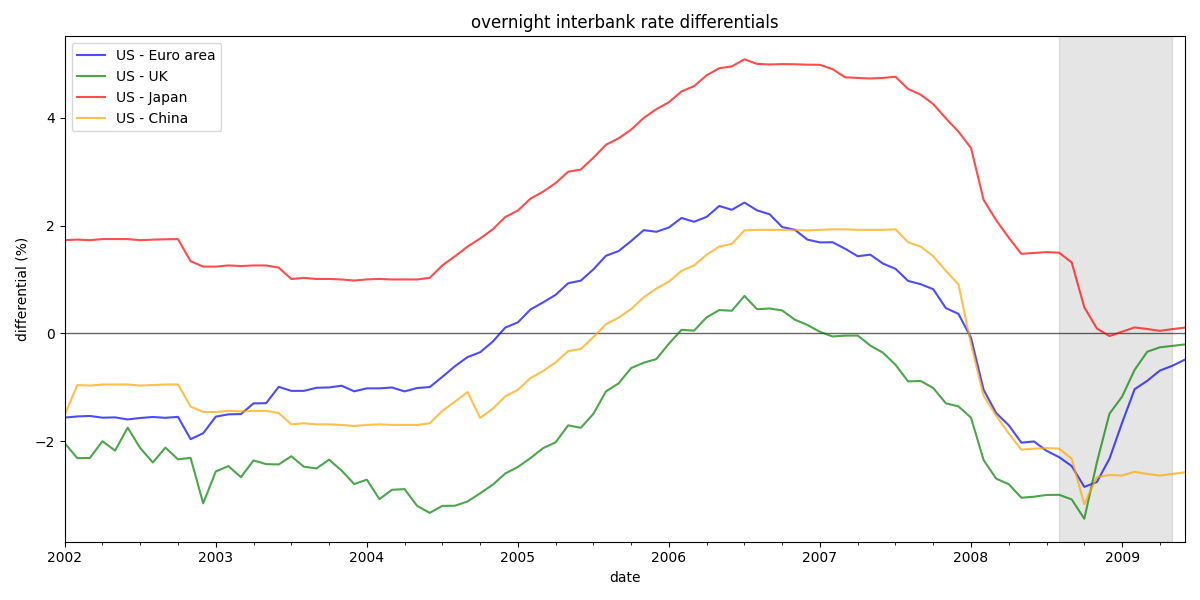 overnight interbank rate differentials
US - Euro area
US - UK
US - Japan
US - China
differential (%)
4
2
0
−2
2002 2003 2004 2005 2006 2007 2008 2009
date